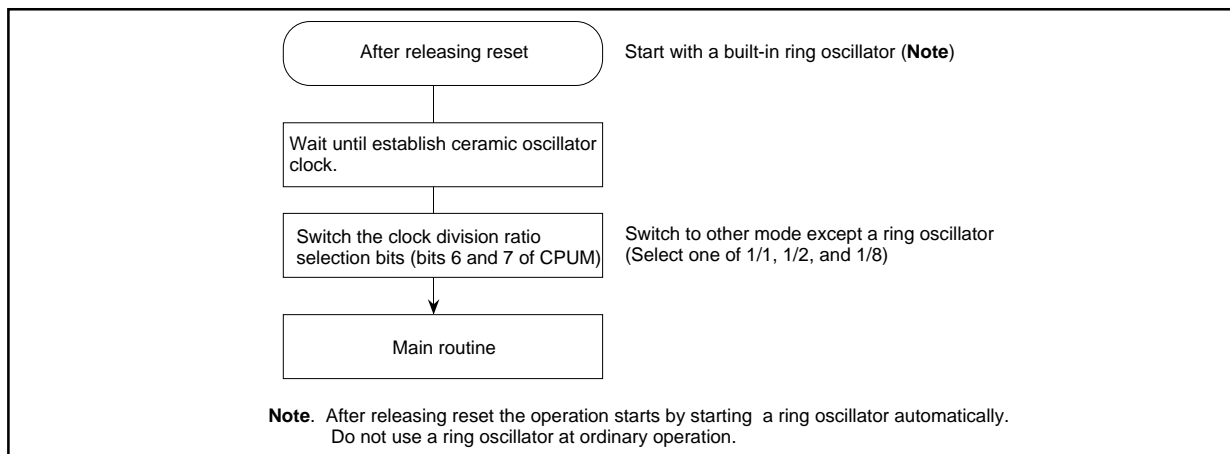 After releasing reset
Start with a built-in ring oscillator (Note)
Wait until establish ceramic oscillator
clock.
Switch the clock division ratio
selection bits (bits 6 and 7 of CPUM)
Switch to other mode except a ring oscillator
(Select one of 1/1, 1/2, and 1/8)
Main routine
Note. After releasing reset the operation starts by starting a ring oscillator automatically.
Do not use a ring oscillator at ordinary operation.